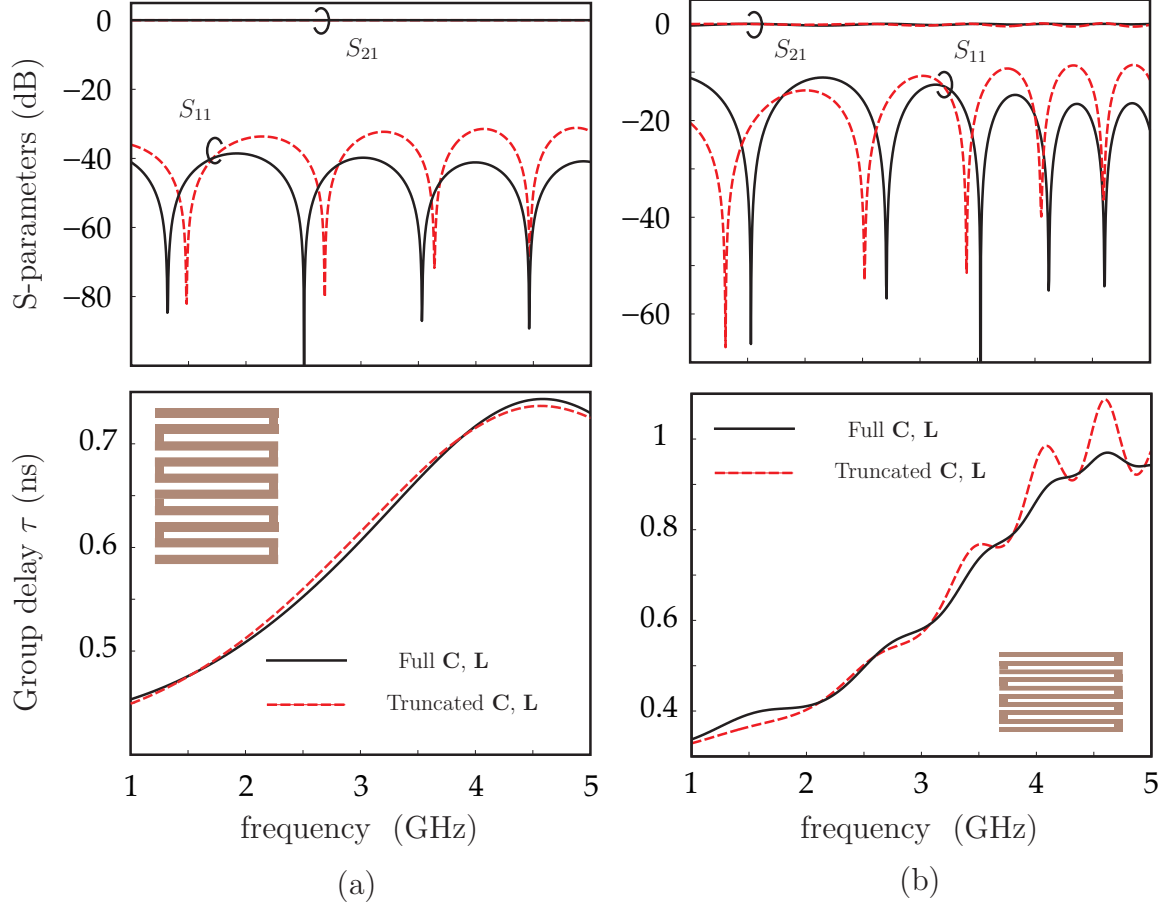 S-parameters (dB)
0
−20
−40
−60
−80
S21
S11
0
−20
−40
−60
S21
S11
Group delay τ (ns)
0.7
0.6
0.5
Full C, L
Truncated C, L
1 2 3 4 5
frequency (GHz)
(a)
1
0.8
0.6
0.4
Full C, L
Truncated C, L
1 2 3 4 5
frequency (GHz)
(b)